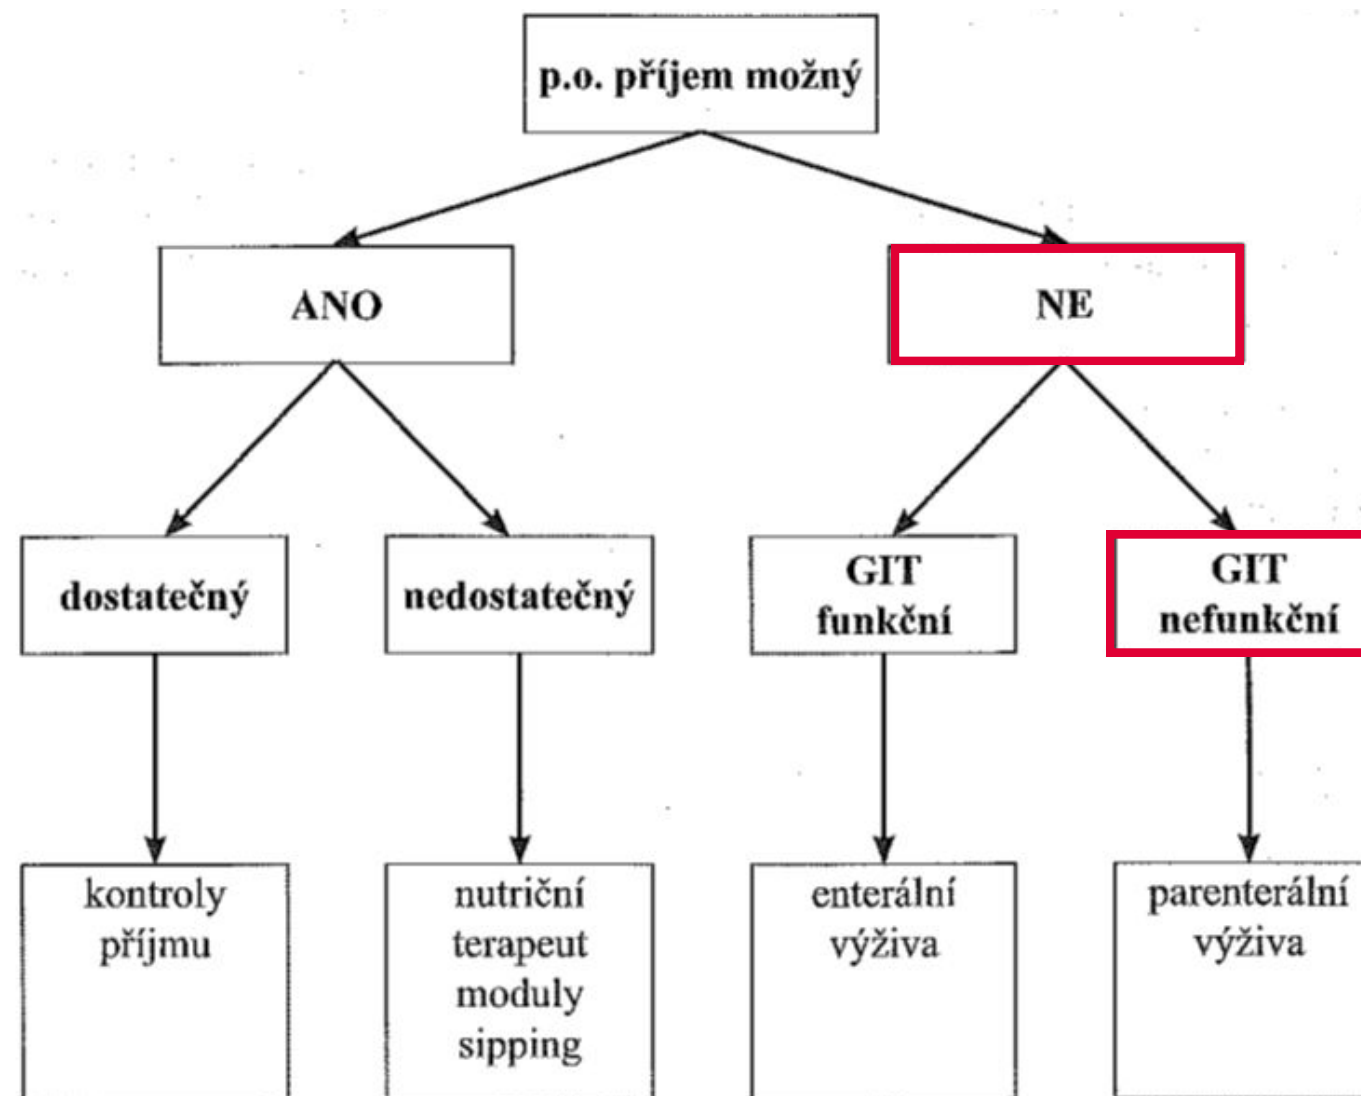 p.o. příjem možný
ANO
NE
dostatečný
nedostatečný
GIT
funkční
GIT
nefunkční
kontroly
příjmu
nutriční
terapeut
moduly
sipping
enterální
výživa
parenterální
výživa